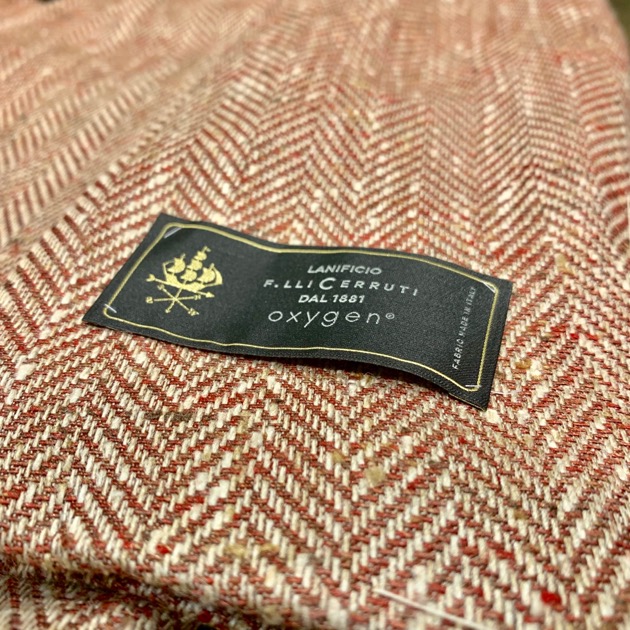 LANIFICIO
F.LLI CERRUTI
DAL 1881
oxygen®
FABRIC MADE IN ITALY